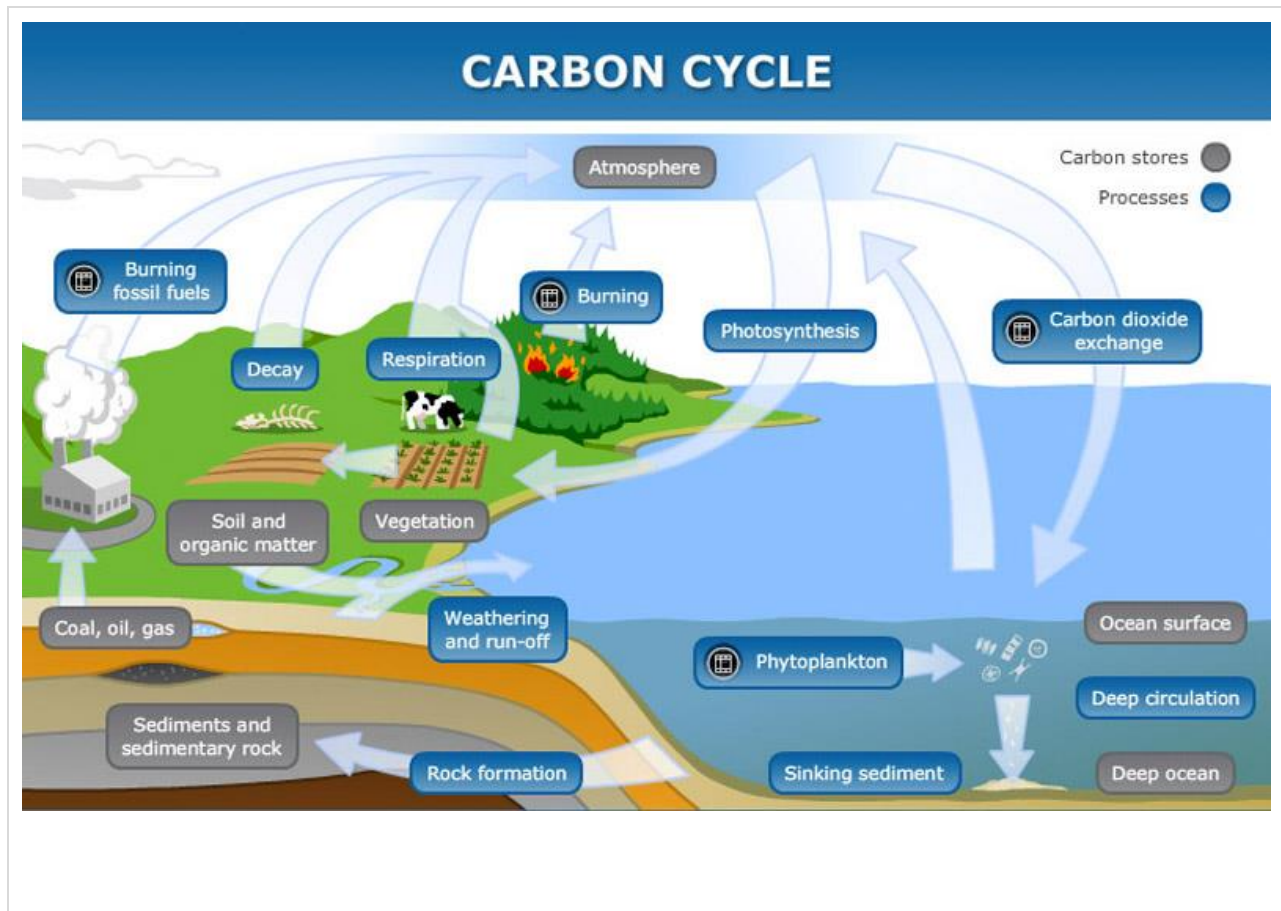 CARBON CYCLE
Atmosphere
Carbon stores
Processes
Burning
fossil fuels
Burning
Photosynthesis
Carbon dioxide
exchange
Decay
Respiration
Soil and
organic matter
Vegetation
Coal, oil, gas
Weathering
and run-off
Ocean surface
Phytoplankton
Deep circulation
Sediments and
sedimentary rock
Rock formation
Sinking sediment
Deep ocean